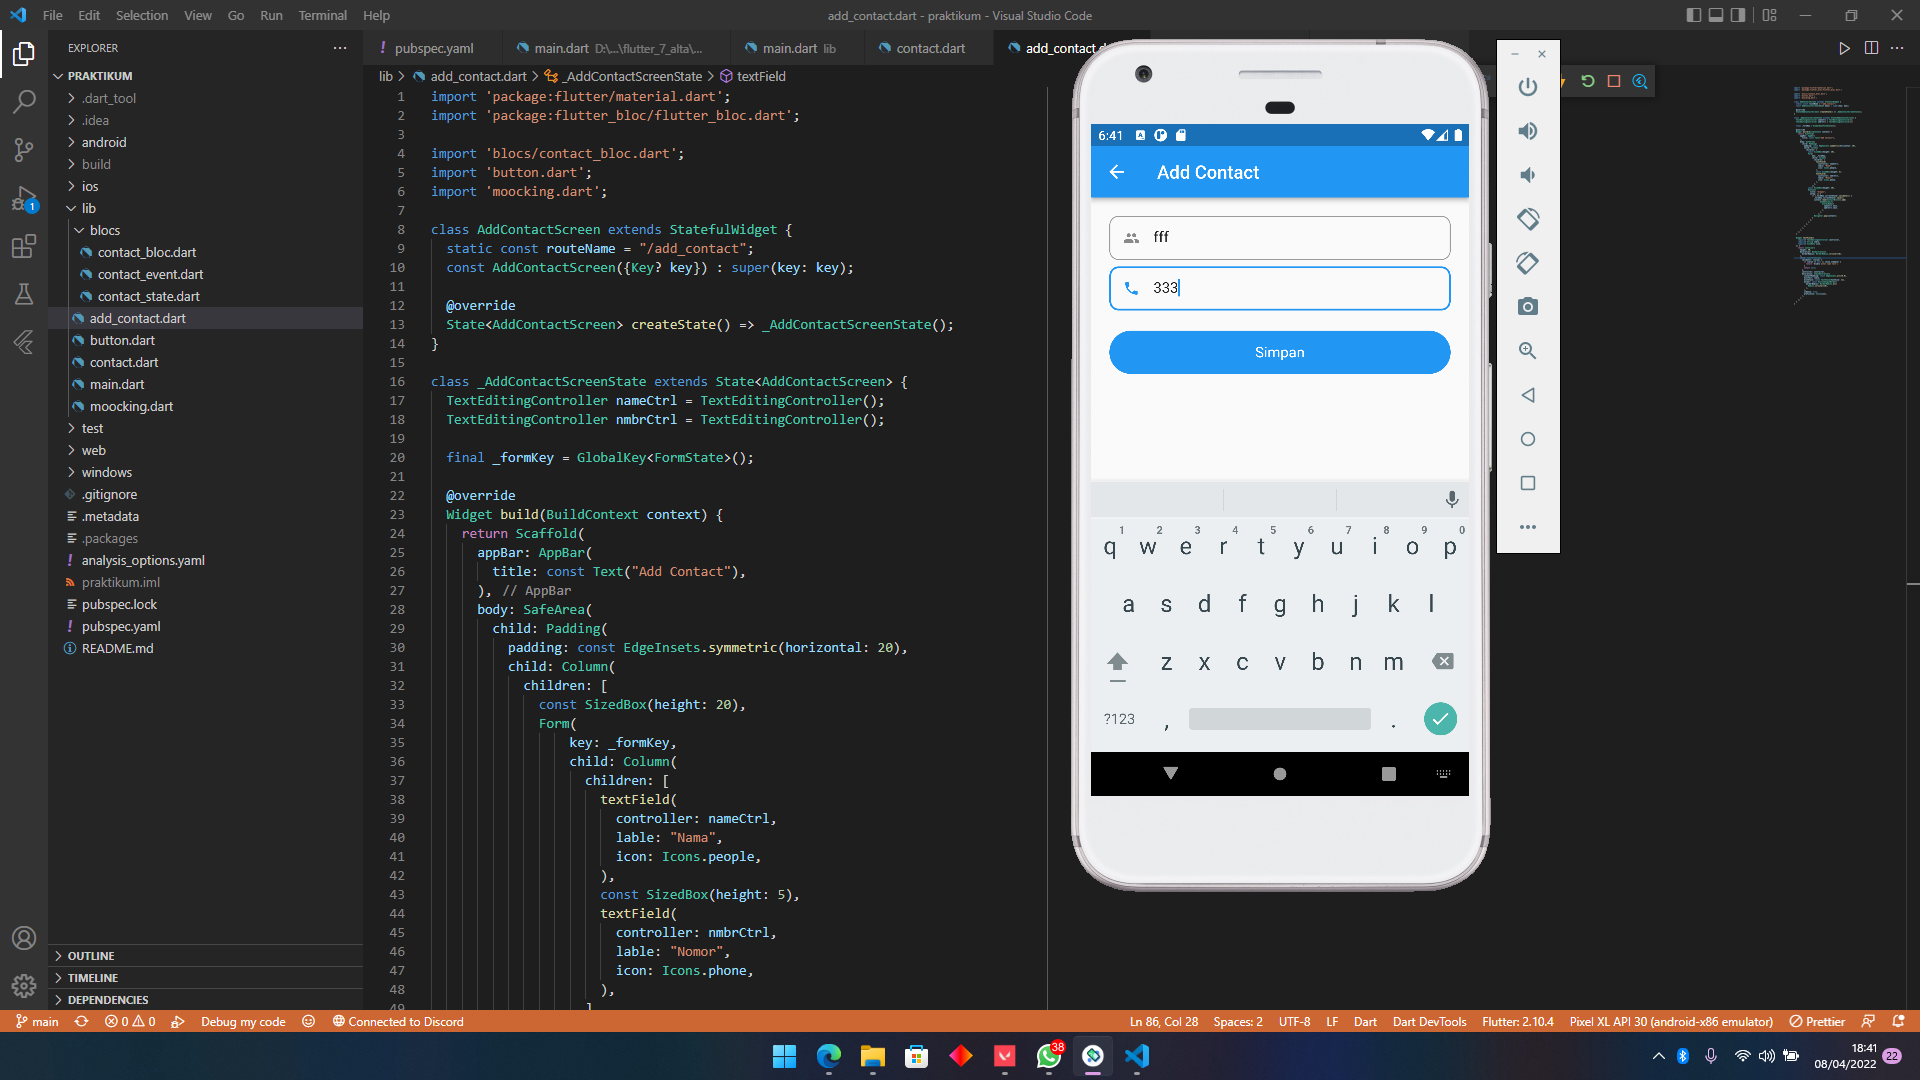 File Edit Selection View Go Run Terminal Help
add_contact.dart - praktikum - Visual Studio Code
EXPLORER
PRAKTIKUM
.dart_tool
.idea
android
build
ios
lib
blocs
contact_bloc.dart
contact_event.dart
contact_state.dart
add_contact.dart
button.dart
contact.dart
main.dart
moocking.dart
test
web
windows
.gitignore
.metadata
.packages
analysis_options.yaml
praktikum.iml
pubspec.lock
pubspec.yaml
README.md
OUTLINE
TIMELINE
DEPENDENCIES
1
pubspec.yaml main.dart D:\...\flutter_7_alta\... main.dart lib contact.dart add_contact.d
lib > add_contact.dart > _AddContactScreenState > textField
1 import 'package:flutter/material.dart';
2 import 'package:flutter_bloc/flutter_bloc.dart';
3
4 import 'blocs/contact_bloc.dart';
5 import 'button.dart';
6 import 'moocking.dart';
7
8 class AddContactScreen extends StatefulWidget {
9 static const routeName = "/add_contact";
10 const AddContactScreen({Key? key}) : super(key: key);
11
12 @override
13 State<AddContactScreen> createState() => _AddContactScreenState();
14 }
15
16 class _AddContactScreenState extends State<AddContactScreen> {
17 TextEditingController nameCtrl = TextEditingController();
18 TextEditingController nmbrCtrl = TextEditingController();
19
20 final _formKey = GlobalKey<FormState>();
21
22 @override
23 Widget build(BuildContext context) {
24 return Scaffold(
25 appBar: AppBar(
26 title: const Text("Add Contact"),
27 ), // AppBar
28 body: SafeArea(
29 child: Padding(
30 padding: const EdgeInsets.symmetric(horizontal: 20),
31 child: Column(
32 children: [
33 const SizedBox(height: 20),
34 Form(
35 key: _formKey,
36 child: Column(
37 children: [
38 textField(
39 controller: nameCtrl,
40 lable: "Nama",
41 icon: Icons.people,
42 ),
43 const SizedBox(height: 5),
44 textField(
45 controller: nmbrCtrl,
46 lable: "Nomor",
47 icon: Icons.phone,
48 ),
49 ]
6:41
Add Contact
fff
333
Simpan
1 2 3 4 5 6 7 8 9 0
q w e r t y u i o p
a s d f g h j k l
z x c v b n m
?123 , .
main 0 0 Debug my code Connected to Discord Ln 86, Col 28 Spaces: 2 UTF-8 LF Dart Dart DevTools Flutter: 2.10.4 Pixel XL API 30 (android-x86 emulator) Prettier
38
18:41
08/04/2022
22